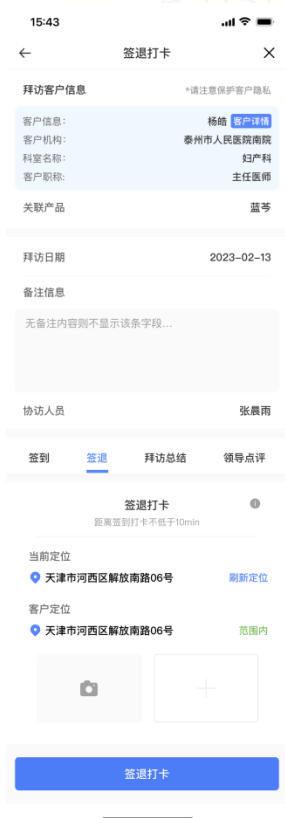 15:43
签退打卡
拜访客户信息 *请注意保护客户隐私
客户信息: 杨皓 客户详情
客户机构: 泰州市人民医院南院
科室名称: 妇产科
客户职称: 主任医师
关联产品 蓝芩
拜访日期 2023-02-13
备注信息
无备注内容则不显示该条字段...
协访人员 张晨雨
签到 签退 拜访总结 领导点评
签退打卡
距离签到打卡不低于10min
当前定位
天津市河西区解放南路06号 刷新定位
客户定位
天津市河西区解放南路06号 范围内
签退打卡